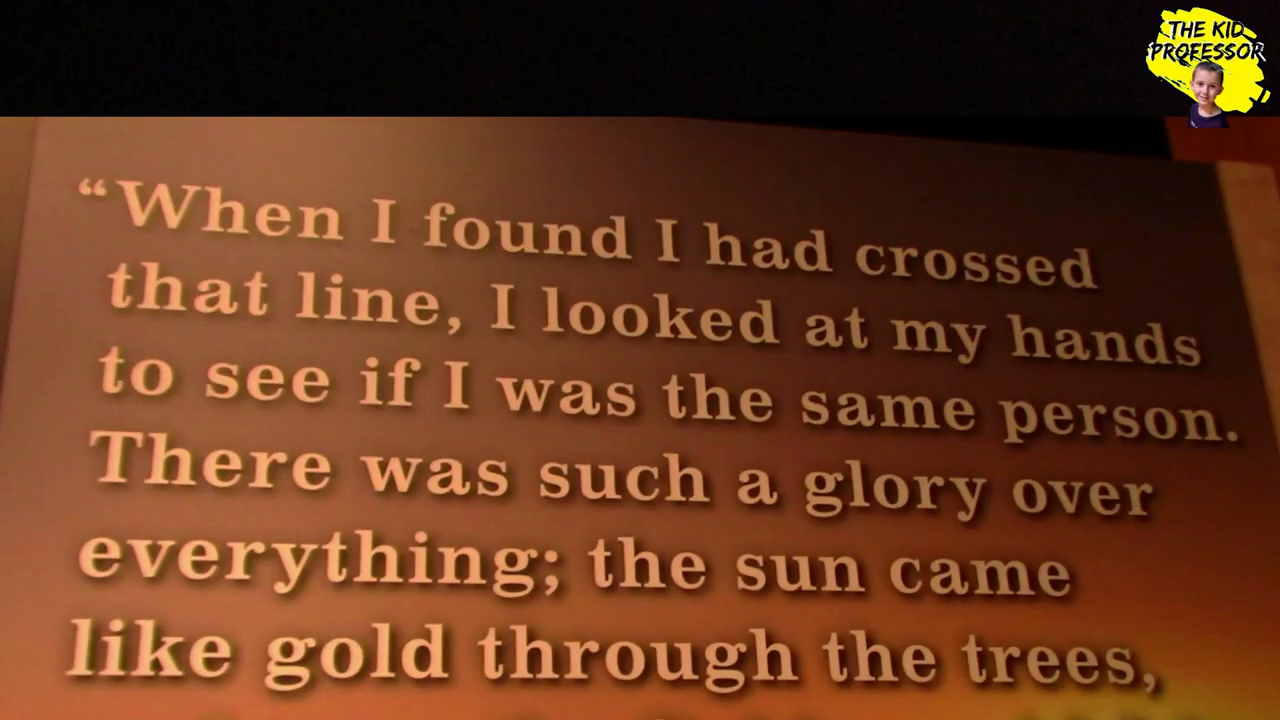 THE KID
PROFESSOR
“When I found I had crossed
that line, I looked at my hands
to see if I was the same person.
There was such a glory over
everything; the sun came
like gold through the trees,